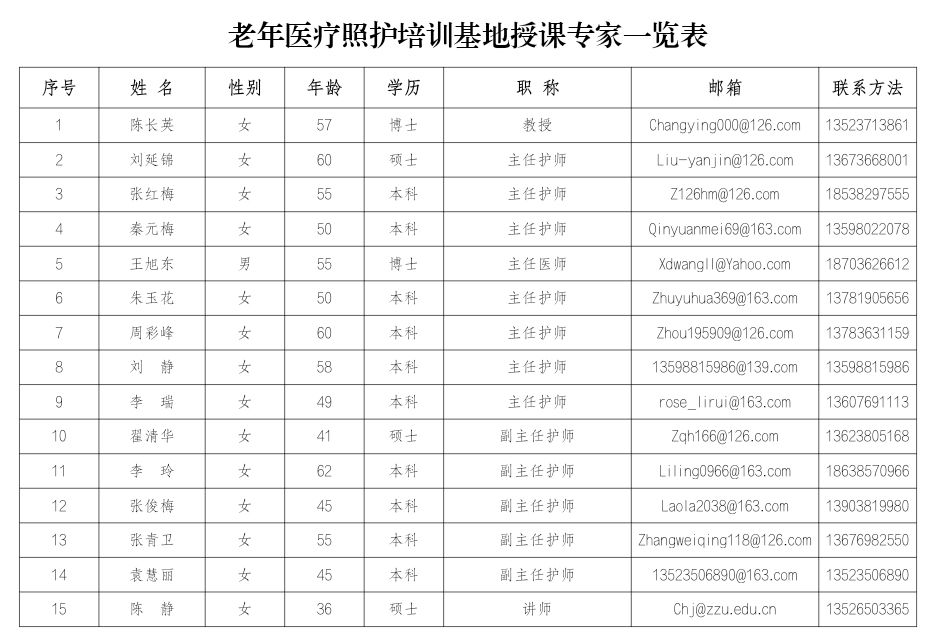 老年医疗照护培训基地授课专家一览表
序号 姓 名 性别 年龄 学历 职 称 邮箱 联系方法
1 陈长英 女 57 博士 教授 Changying000@126.com 13523713861
2 刘延锦 女 60 硕士 主任护师 Liu-yanjin@126.com 13673668001
3 张红梅 女 55 本科 主任护师 Z126hm@126.com 18538297555
4 秦元梅 女 50 本科 主任护师 Qinyuanmei69@163.com 13598022078
5 王旭东 男 55 博士 主任医师 Xdwangll@Yahoo.com 18703626612
6 朱玉花 女 50 本科 主任护师 Zhuyuhua369@163.com 13781905656
7 周彩峰 女 60 本科 主任护师 Zhou195909@126.com 13783631159
8 刘 静 女 58 本科 主任护师 13598815986@139.com 13598815986
9 李 瑞 女 49 本科 主任护师 rose_lirui@163.com 13607691113
10 翟清华 女 41 硕士 副主任护师 Zqh166@126.com 13623805168
11 李 玲 女 62 本科 副主任护师 Liling0966@163.com 18638570966
12 张俊梅 女 45 本科 副主任护师 Laola2038@163.com 13903819980
13 张青卫 女 55 本科 副主任护师 Zhangweiqing118@126.com 13676982550
14 袁慧丽 女 45 本科 副主任护师 13523506890@163.com 13523506890
15 陈 静 女 36 硕士 讲师 Chj@zzu.edu.cn 13526503365